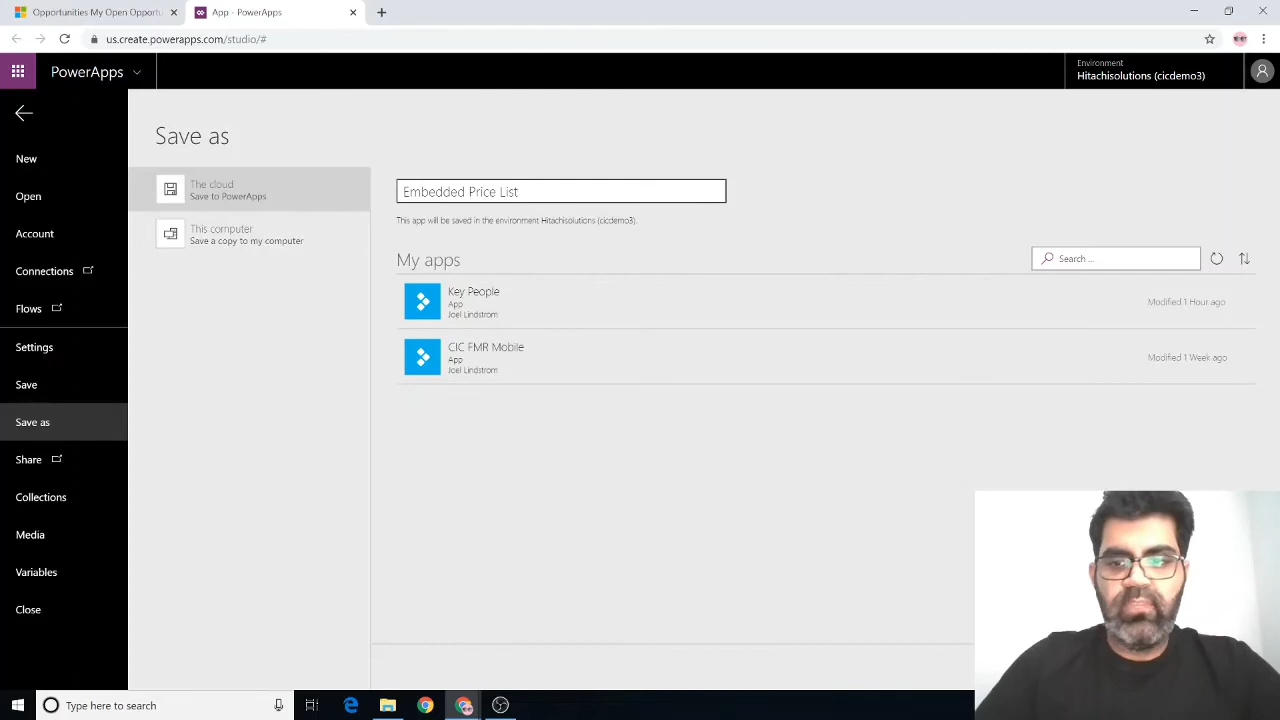 Opportunities My Open Opportu
App - PowerApps
us.create.powerapps.com/studio/#
PowerApps
Environment
Hitachisolutions (cicdemo3)
New
Open
Account
Connections
Flows
Settings
Save
Save as
Share
Collections
Media
Variables
Close
Save as
The cloud
Save to PowerApps
This computer
Save a copy to my computer
Embedded Price List
This app will be saved in the environment Hitachisolutions (cicdemo3).
My apps
Search ...
Key People
App
Joel Lindstrom
Modified 1 Hour ago
CIC FMR Mobile
App
Joel Lindstrom
Modified 1 Week ago
Type here to search